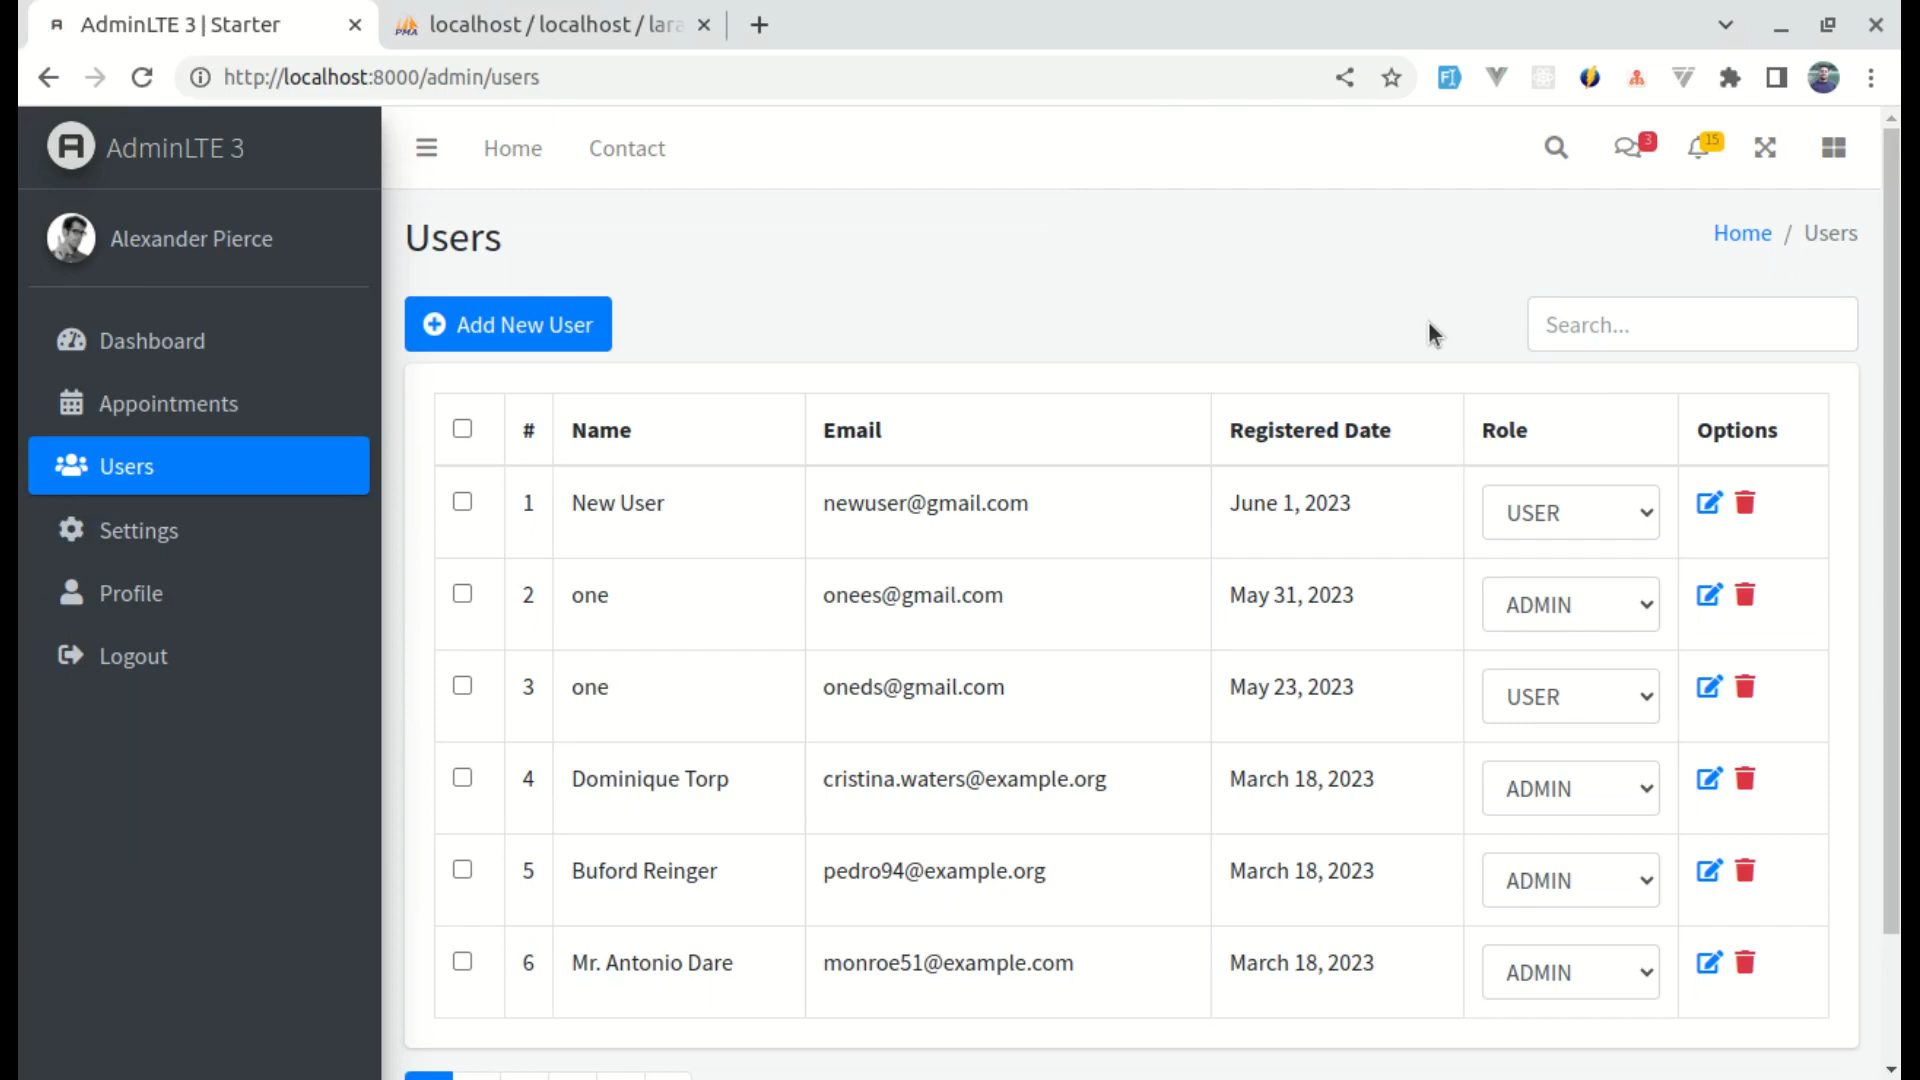 AdminLTE 3 | Starter
localhost / localhost / lara
http://localhost:8000/admin/users
AdminLTE 3
Home
Contact
3
15
Alexander Pierce
Users
Home / Users
Add New User
Search...
Dashboard
Appointments
Users
Settings
Profile
Logout
# Name Email Registered Date Role Options
1 New User newuser@gmail.com June 1, 2023 USER
2 one onees@gmail.com May 31, 2023 ADMIN
3 one oneds@gmail.com May 23, 2023 USER
4 Dominique Torp cristina.waters@example.org March 18, 2023 ADMIN
5 Buford Reinger pedro94@example.org March 18, 2023 ADMIN
6 Mr. Antonio Dare monroe51@example.com March 18, 2023 ADMIN